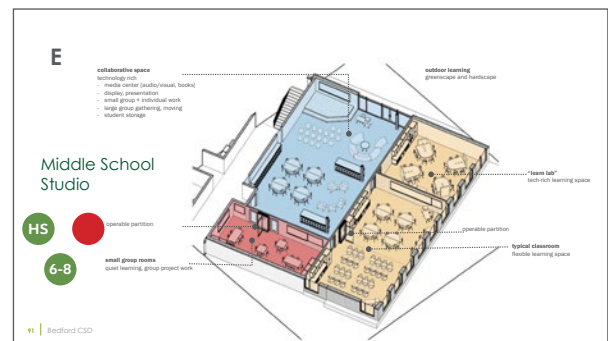 E
collaborative space
technology rich
- media center [audio/visual, books]
- display, presentation
- small group + individual work
- large group gathering, moving
- student storage
outdoor learning
greenscape and hardscape
Middle School
Studio
"learn lab"
tech-rich learning space
HS
operable partition
operable partition
6-8
small group rooms
quiet learning, group project work
typical classroom
flexible learning space
91 | Bedford CSD